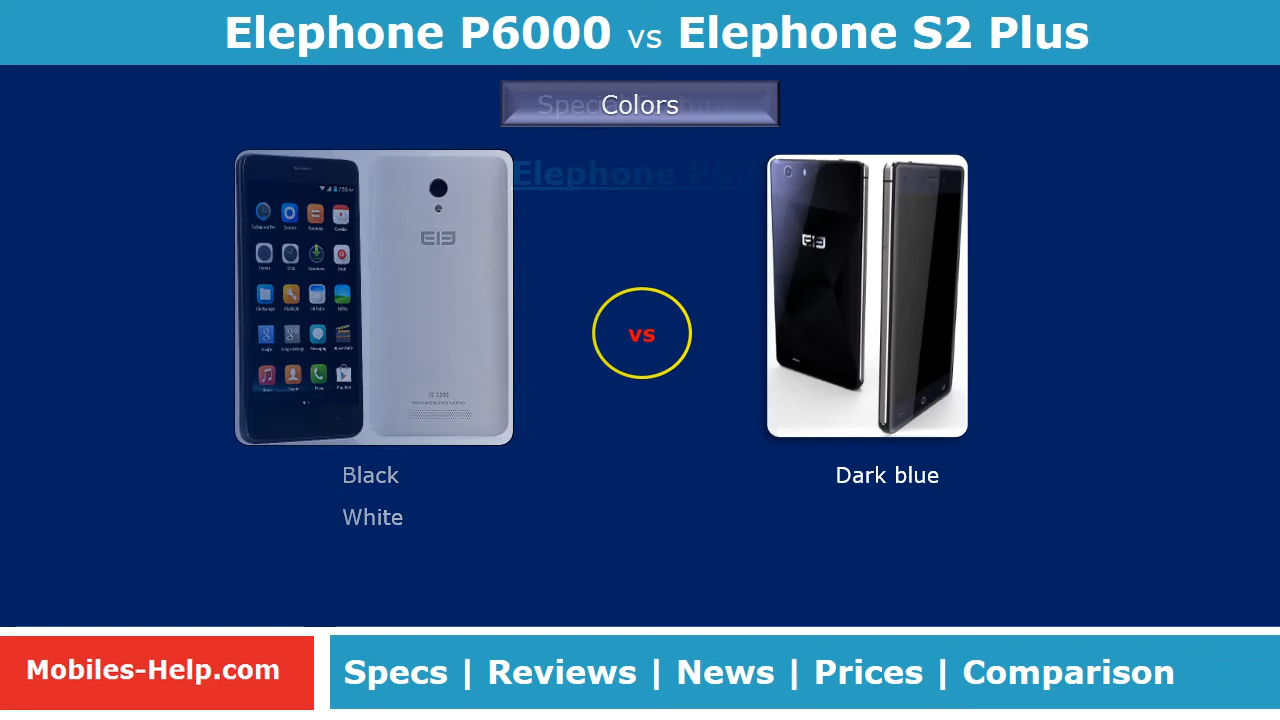 Elephone P6000 vs Elephone S2 Plus
Colors
vs
Black
White
Dark blue
Mobiles-Help.com
Specs | Reviews | News | Prices | Comparison